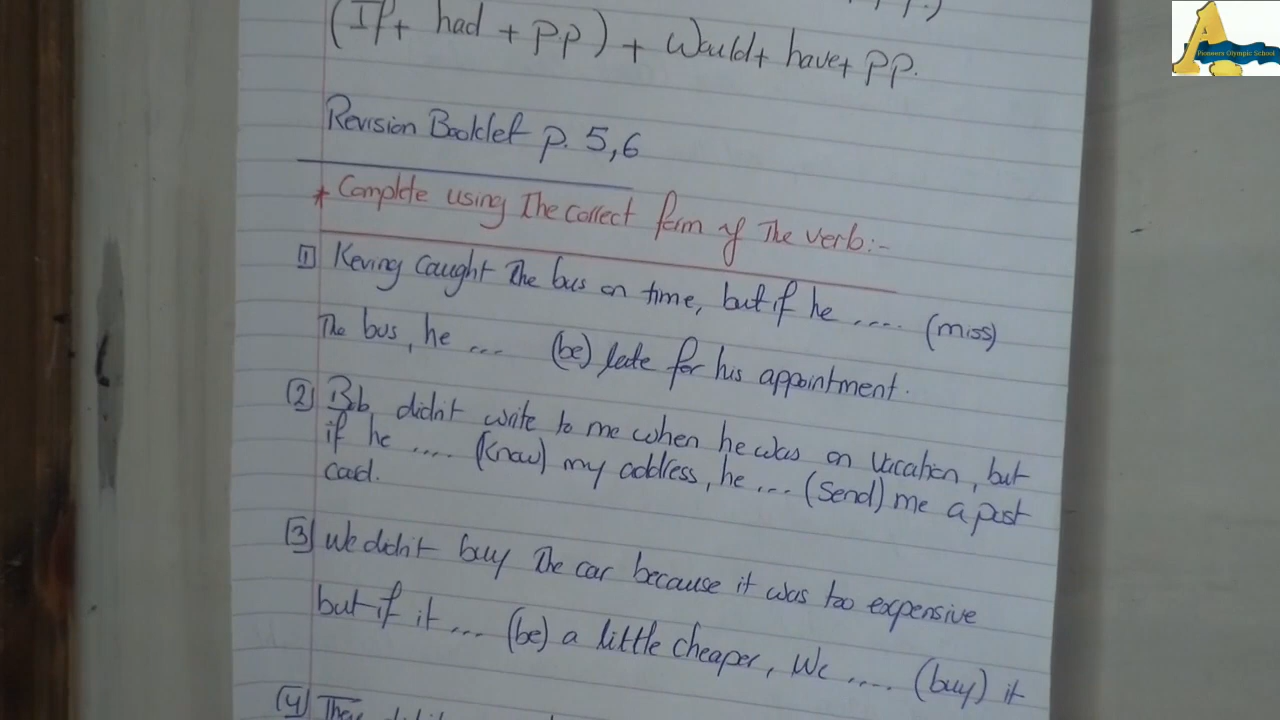 (If + had + pp) + Would + have + pp.
Pioneers Olympic School
Revision Booklet p. 5,6
* Complete using The correct form of The verb:-
1 Keving caught The bus on time, but if he .... (miss)
The bus, he ... (be) late for his appointment.
(2) Bob didn't write to me when he was on vacation, but
if he .... (know) my address, he ... (send) me a post
card.
(3) We didn't buy The car because it was too expensive
but if it ... (be) a little cheaper, We .... (buy) it
(4)